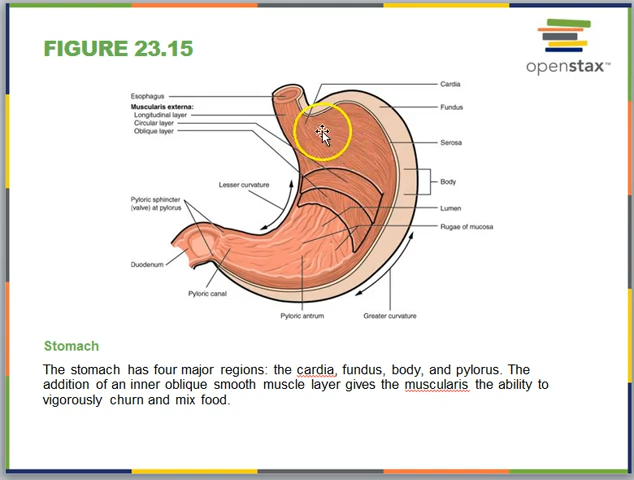 FIGURE 23.15
openstax™
Esophagus
Muscularis externa:
Longitudinal layer
Circular layer
Oblique layer
Cardia
Fundus
Serosa
Body
Lumen
Rugae of mucosa
Lesser curvature
Pyloric sphincter
(valve) at pylorus
Duodenum
Pyloric canal
Pyloric antrum
Greater curvature
Stomach
The stomach has four major regions: the cardia, fundus, body, and pylorus. The
addition of an inner oblique smooth muscle layer gives the muscularis the ability to
vigorously churn and mix food.